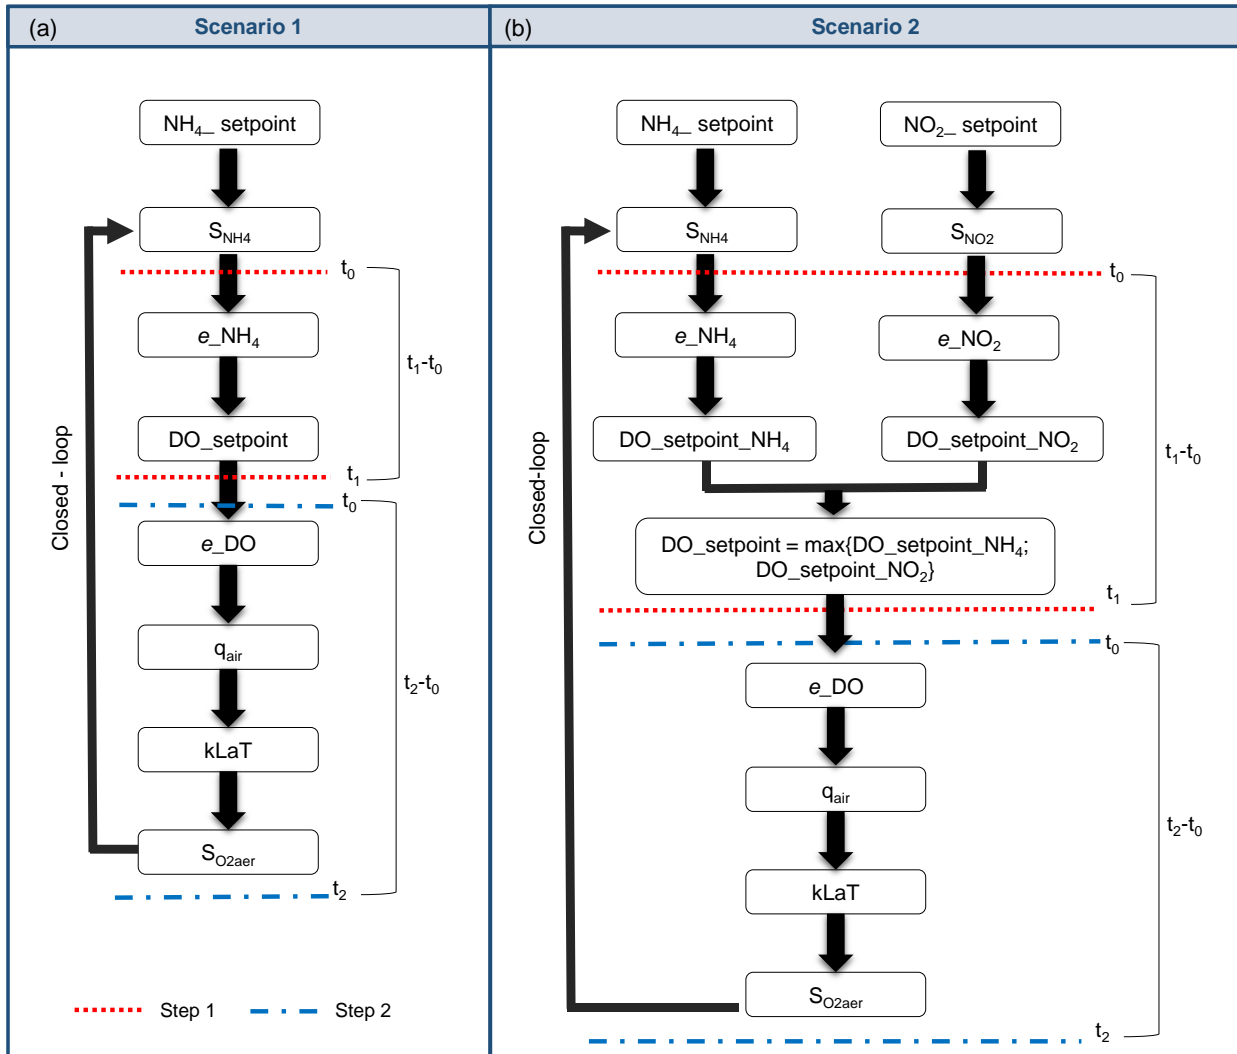 (a)
Scenario 1
NH4_ setpoint
SNH4
t0
e_NH4
t1-t0
DO_setpoint
t1
t0
e_DO
qair
t2-t0
kLaT
SO2aer
t2
Closed - loop
Step 1
Step 2
(b)
Scenario 2
NH4_ setpoint
NO2_ setpoint
SNH4
SNO2
t0
e_NH4
e_NO2
DO_setpoint_NH4
DO_setpoint_NO2
t1-t0
DO_setpoint = max{DO_setpoint_NH4;
DO_setpoint_NO2}
t1
t0
e_DO
qair
t2-t0
kLaT
SO2aer
t2
Closed-loop